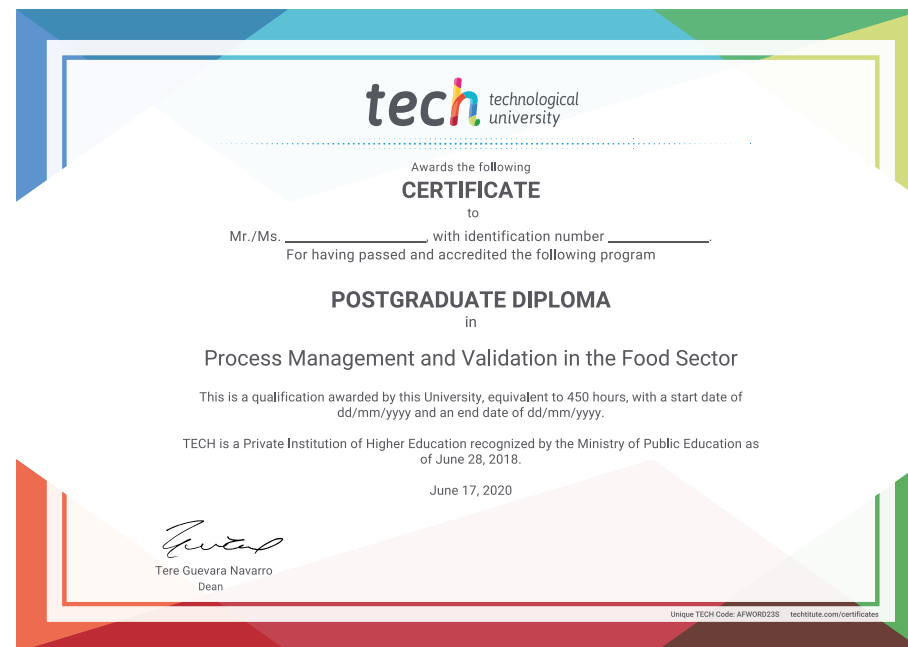 tech technological
university
Awards the following
CERTIFICATE
to
Mr./Ms. ____________________, with identification number ______________.
For having passed and accredited the following program
POSTGRADUATE DIPLOMA
in
Process Management and Validation in the Food Sector
This is a qualification awarded by this University, equivalent to 450 hours, with a start date of
dd/mm/yyyy and an end date of dd/mm/yyyy.
TECH is a Private Institution of Higher Education recognized by the Ministry of Public Education as
of June 28, 2018.
June 17, 2020
Tere Guevara Navarro
Dean
Unique TECH Code: AFWORD23S techtitute.com/certificates